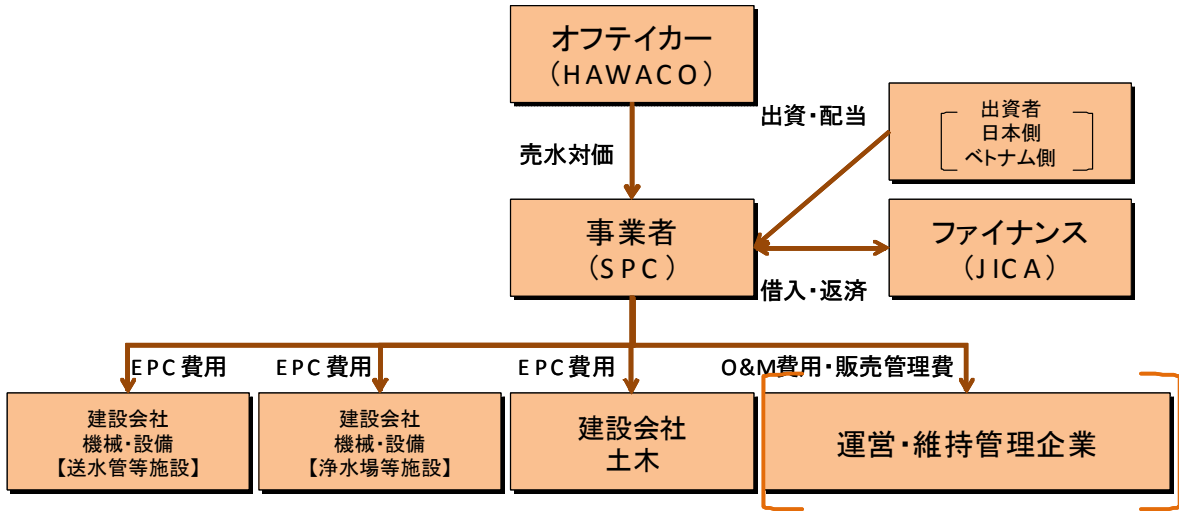 オフテイカー
（HAWACO）
出資・配当
出資者
日本側
ベトナム側
売水対価
事業者
（SPC）
ファイナンス
（JICA）
借入・返済
EPC費用
EPC費用
EPC費用
O&M費用・販売管理費
建設会社
機械・設備
【送水管等施設】
建設会社
機械・設備
【浄水場等施設】
建設会社
土木
運営・維持管理企業